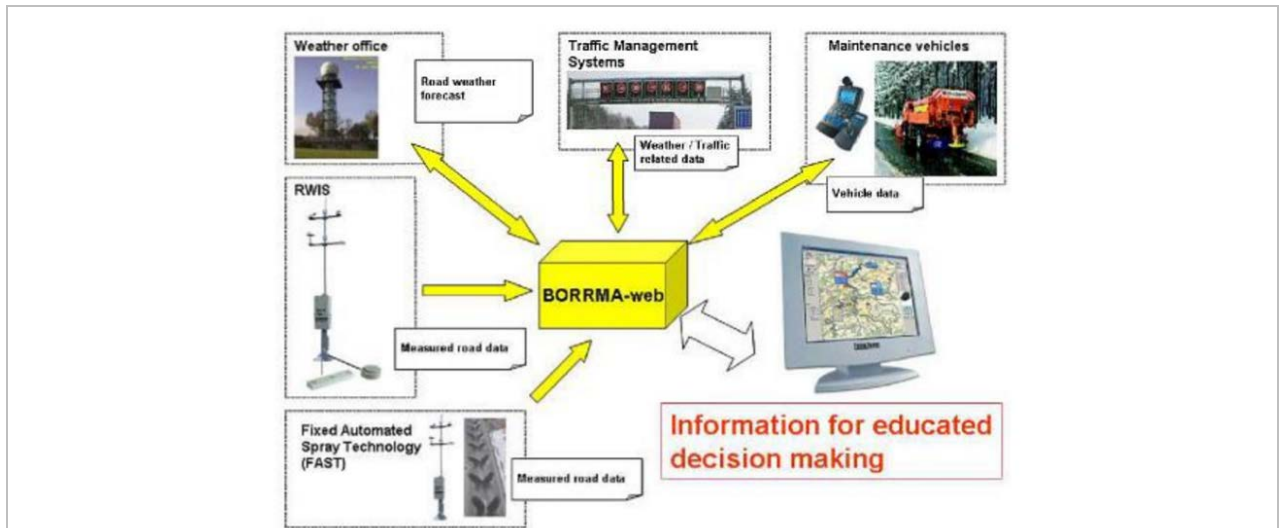 Weather office
Road weather
forecast
Traffic Management
Systems
Weather / Traffic
related data
Maintenance vehicles
Vehicle data
RWIS
Measured road data
BORRMA-web
Fixed Automated
Spray Technology
(FAST)
Measured road data
Information for educated
decision making